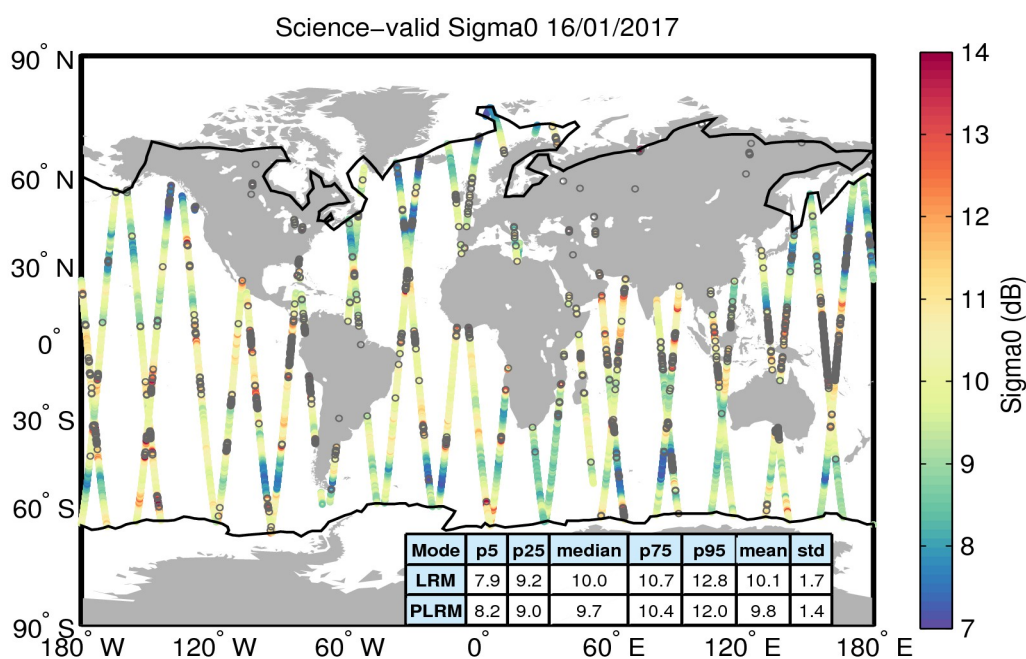 Science−valid Sigma0 16/01/2017
90° N
60° N
30° N
0°
30° S
60° S
90° S
180° W
120° W
60° W
0°
60° E
120° E
180° E
14
13
12
11
10
9
8
7
Sigma0 (dB)
Mode p5 p25 median p75 p95 mean std
LRM 7.9 9.2 10.0 10.7 12.8 10.1 1.7
PLRM 8.2 9.0 9.7 10.4 12.0 9.8 1.4